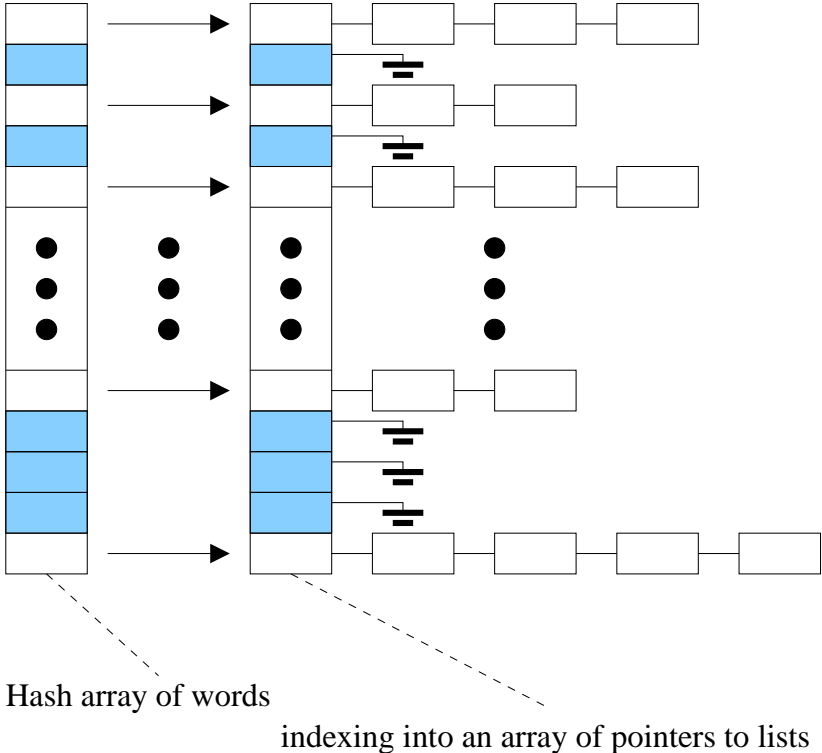 Hash array of words
indexing into an array of pointers to lists